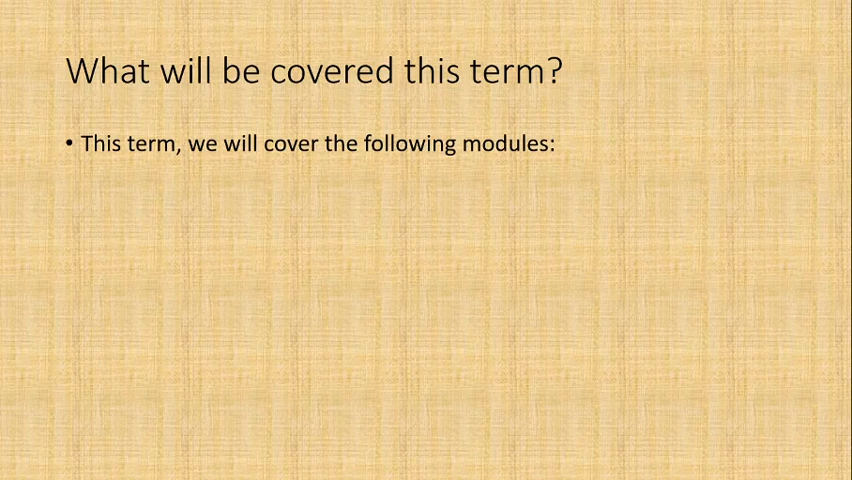 What will be covered this term?
• This term, we will cover the following modules: